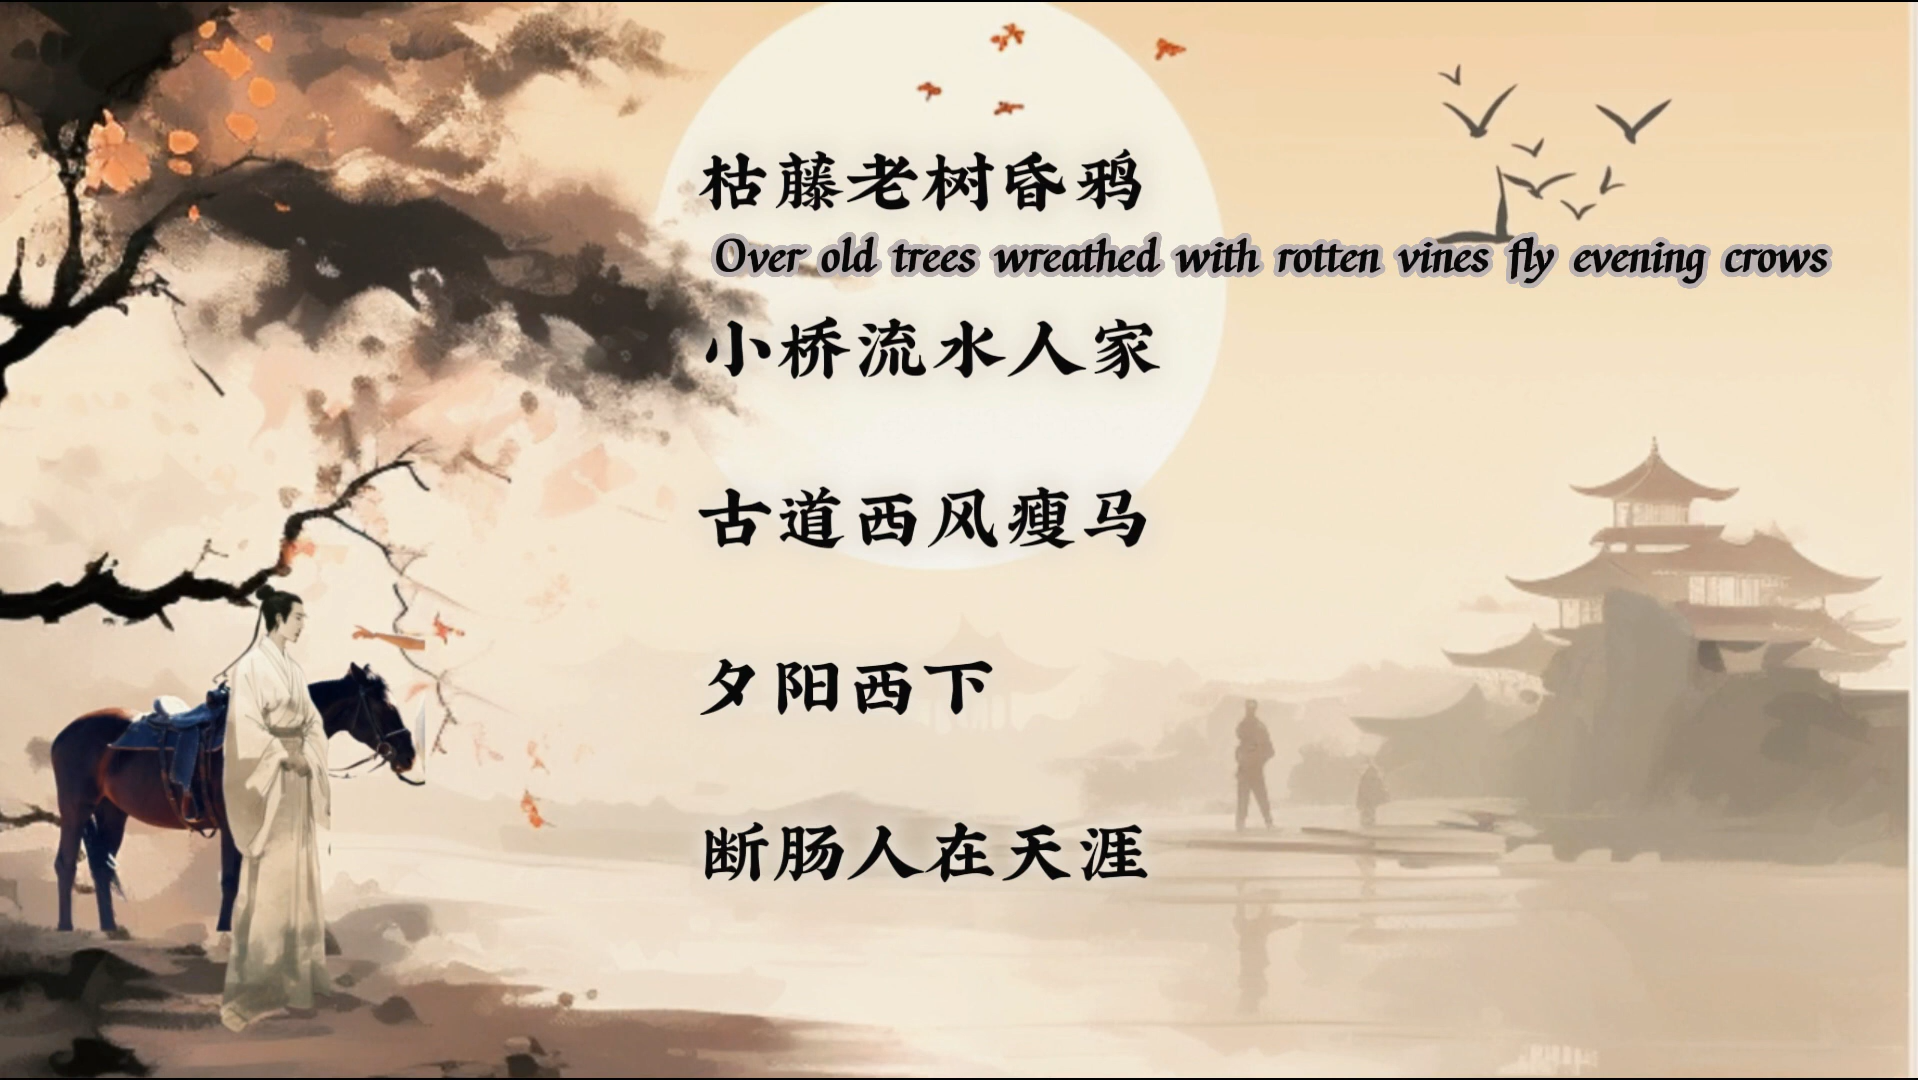 枯藤老树昏鸦
Over old trees wreathed with rotten vines fly evening crows
小桥流水人家
古道西风瘦马
夕阳西下
断肠人在天涯